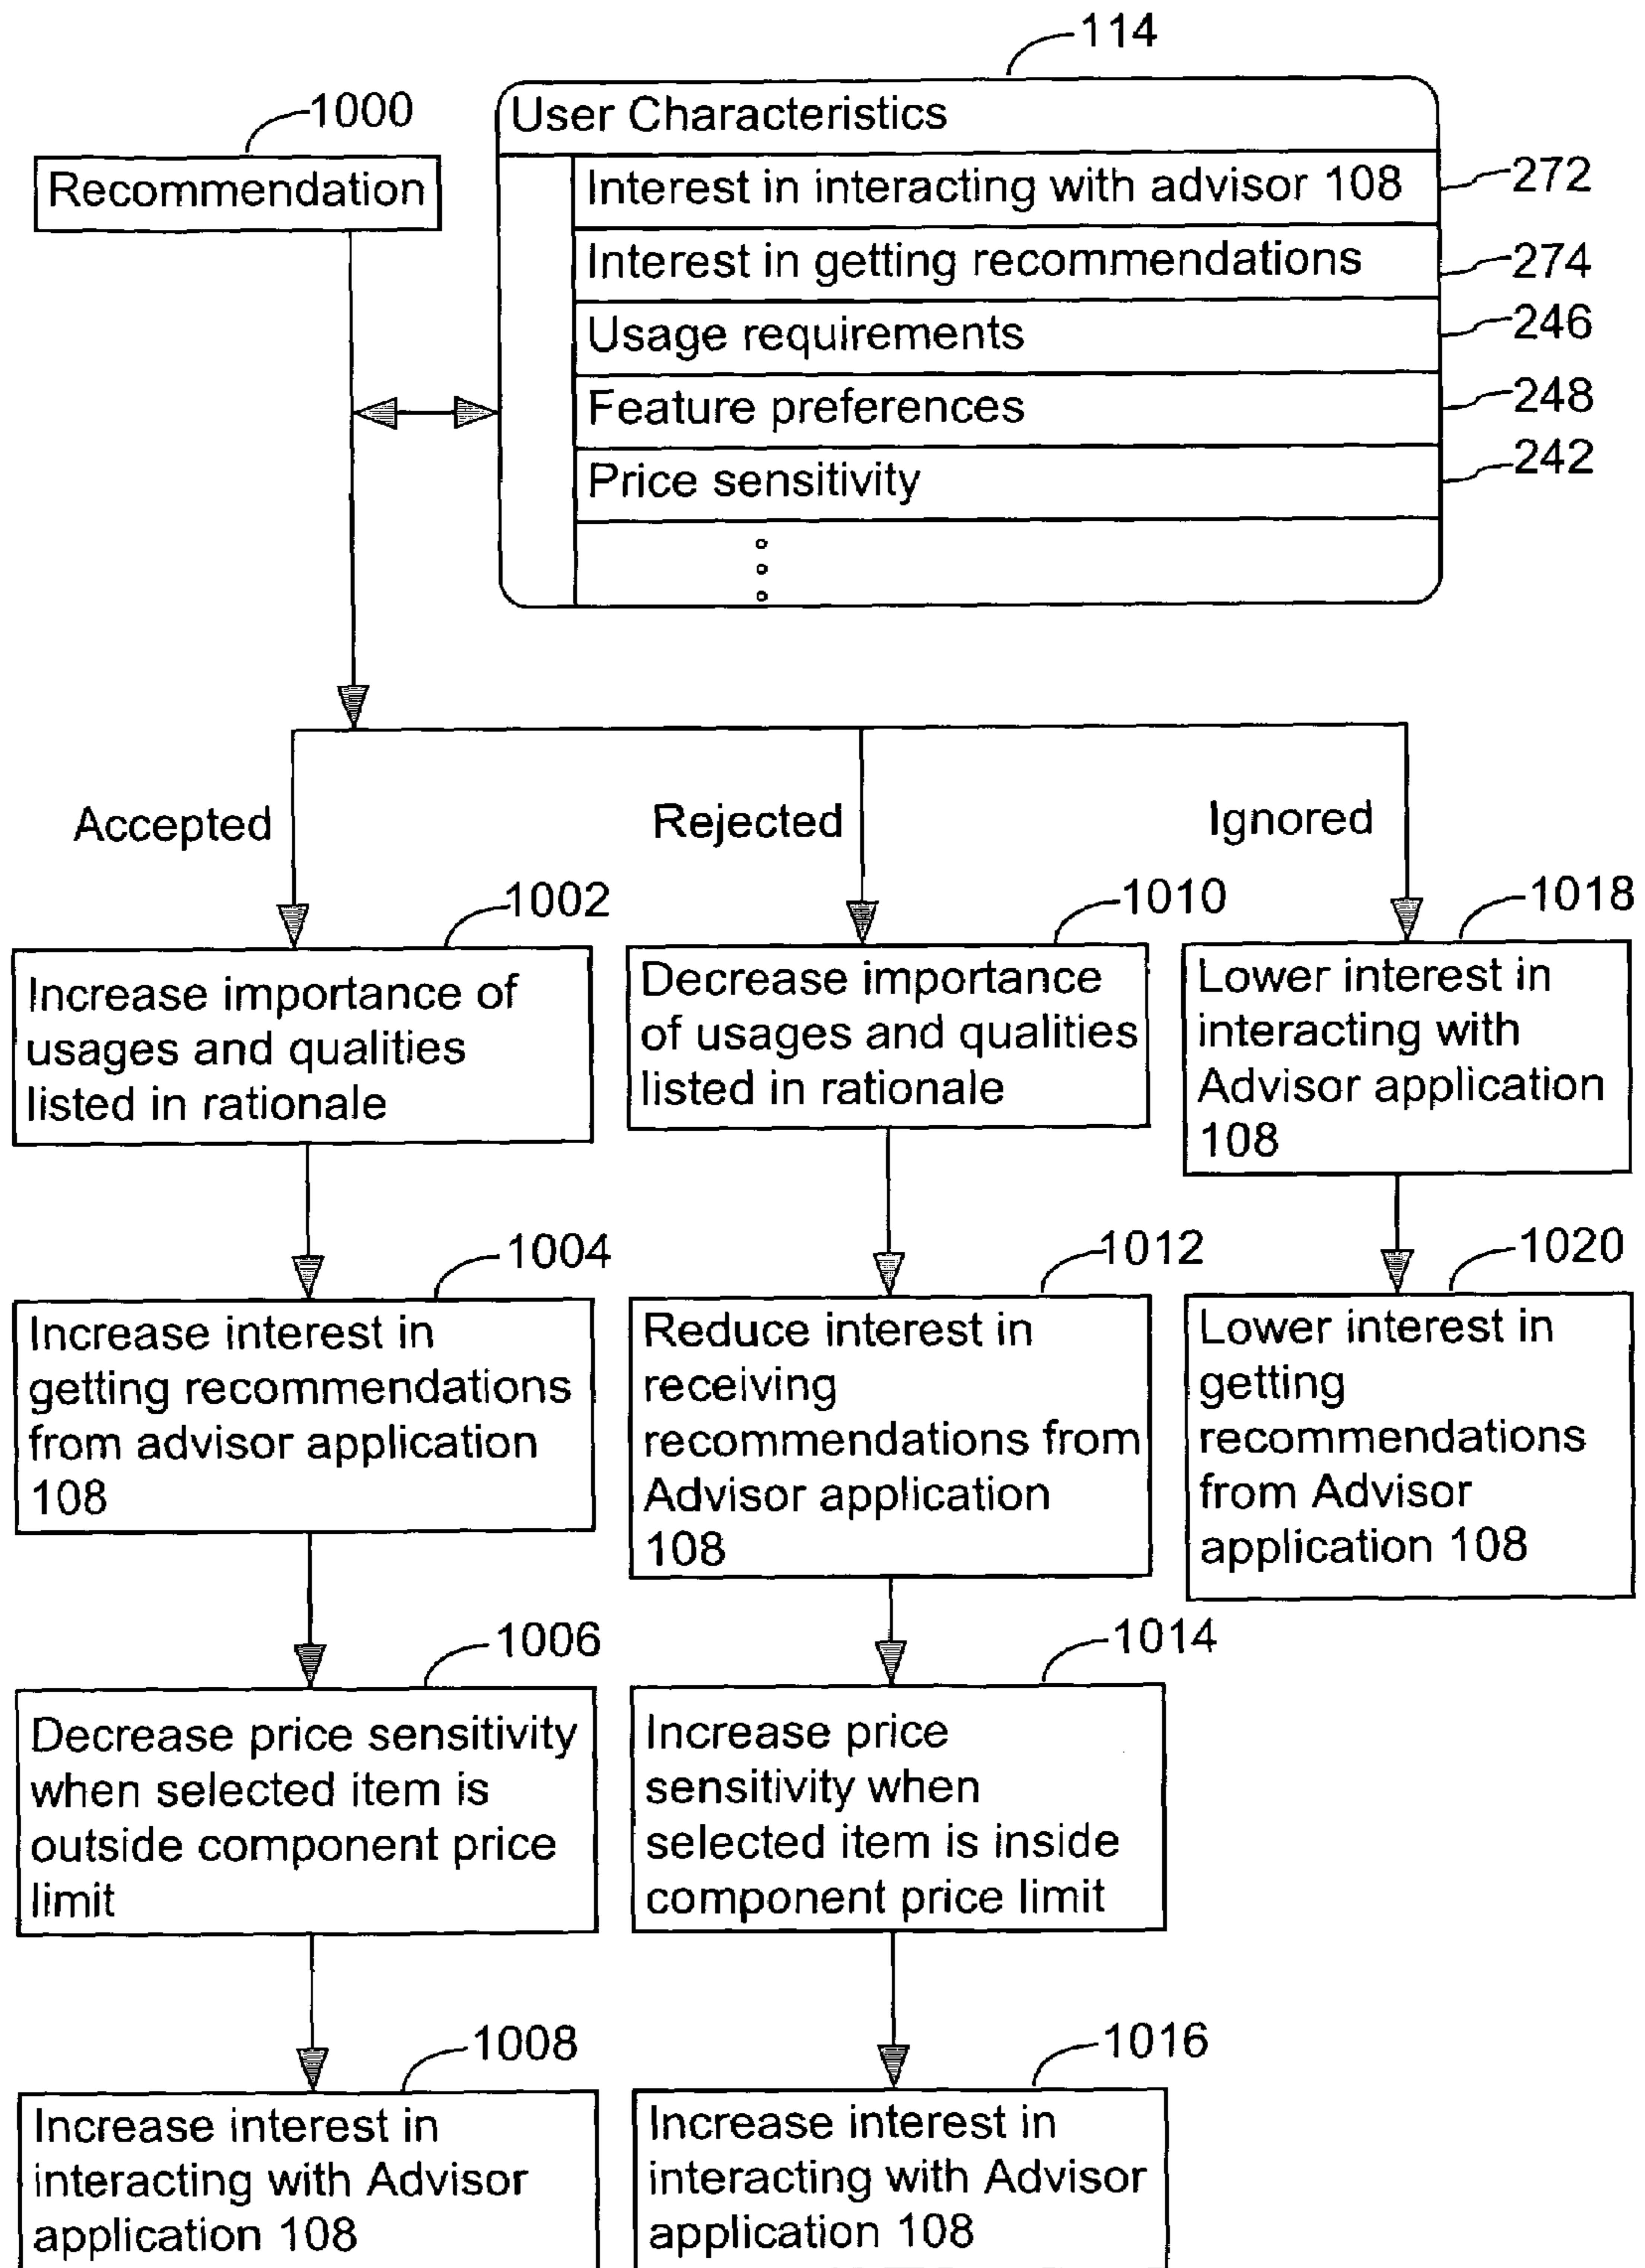 114
1000
User Characteristics
Recommendation
Interest in interacting with advisor 108
272
Interest in getting recommendations
274
Usage requirements
246
Feature preferences
248
Price sensitivity
242
Accepted
Rejected
Ignored
1002
Increase importance of
usages and qualities
listed in rationale
1004
Increase interest in
getting recommendations
from advisor application
108
1006
Decrease price sensitivity
when selected item is
outside component price
limit
1008
Increase interest in
interacting with Advisor
application 108
1010
Decrease importance
of usages and qualities
listed in rationale
1012
Reduce interest in
receiving
recommendations from
Advisor application
108
1014
Increase price
sensitivity when
selected item is inside
component price limit
1016
Increase interest in
interacting with Advisor
application 108
1018
Lower interest in
interacting with
Advisor application
108
1020
Lower interest in
getting
recommendations
from Advisor
application 108